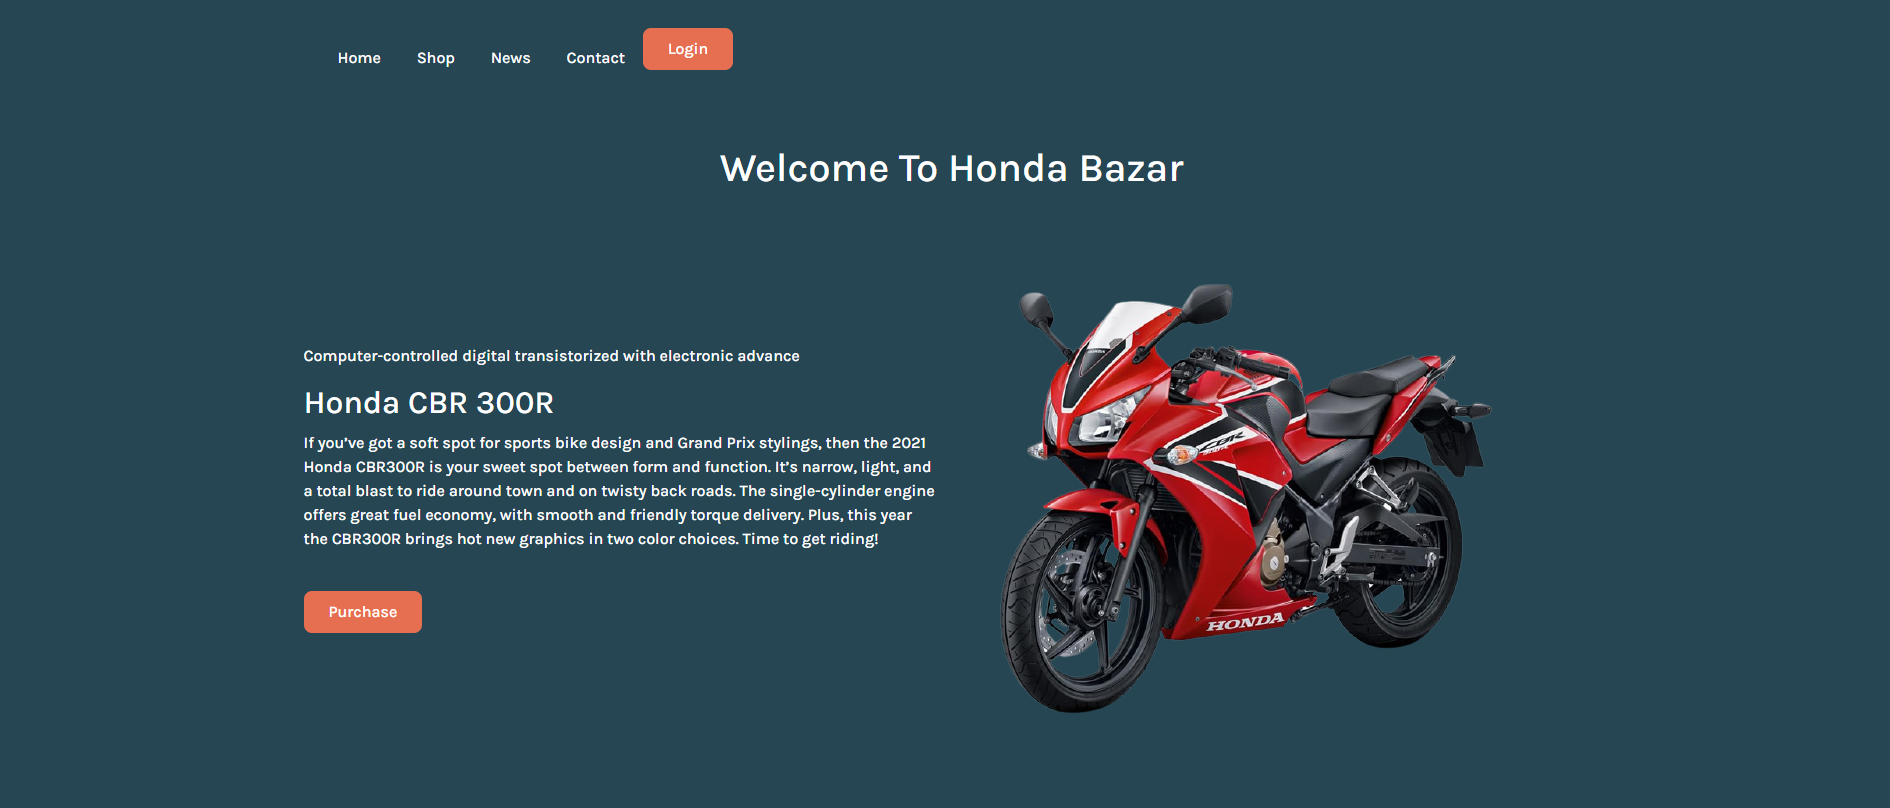 Home Shop News Contact Login
Welcome To Honda Bazar
Computer-controlled digital transistorized with electronic advance
Honda CBR 300R
If you’ve got a soft spot for sports bike design and Grand Prix stylings, then the 2021
Honda CBR300R is your sweet spot between form and function. It’s narrow, light, and
a total blast to ride around town and on twisty back roads. The single-cylinder engine
offers great fuel economy, with smooth and friendly torque delivery. Plus, this year
the CBR300R brings hot new graphics in two color choices. Time to get riding!
Purchase
CBR
HONDA